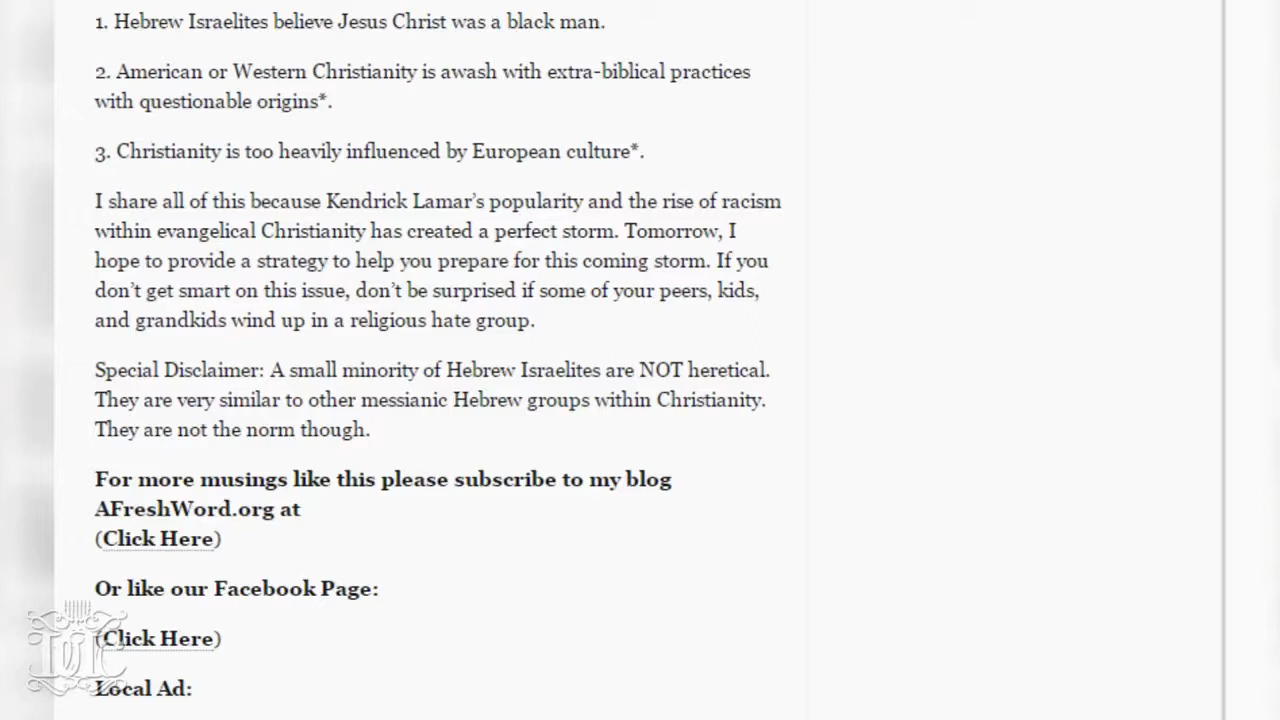 1. Hebrew Israelites believe Jesus Christ was a black man.
2. American or Western Christianity is awash with extra-biblical practices
with questionable origins*.
3. Christianity is too heavily influenced by European culture*.
I share all of this because Kendrick Lamar’s popularity and the rise of racism
within evangelical Christianity has created a perfect storm. Tomorrow, I
hope to provide a strategy to help you prepare for this coming storm. If you
don’t get smart on this issue, don’t be surprised if some of your peers, kids,
and grandkids wind up in a religious hate group.
Special Disclaimer: A small minority of Hebrew Israelites are NOT heretical.
They are very similar to other messianic Hebrew groups within Christianity.
They are not the norm though.
For more musings like this please subscribe to my blog
AFreshWord.org at
(Click Here)
Or like our Facebook Page:
(Click Here)
Local Ad: